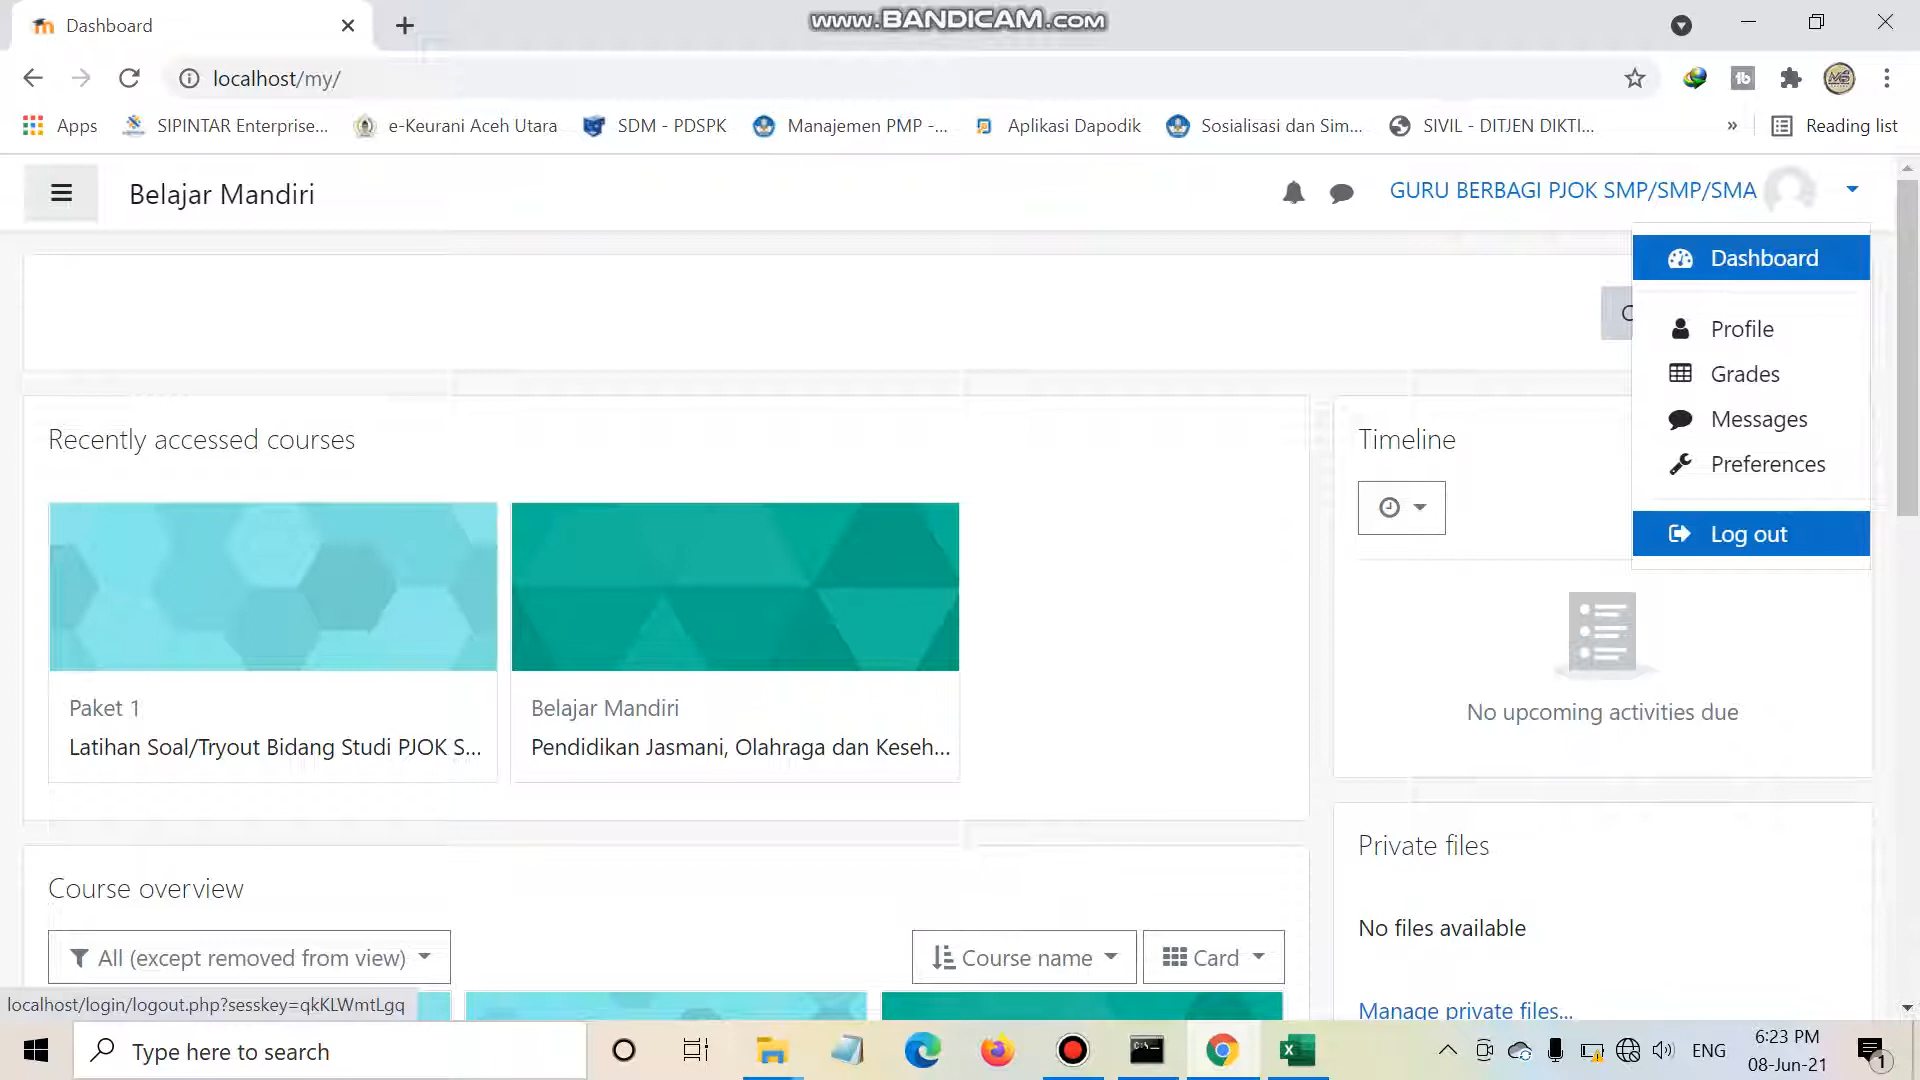 Dashboard
www.BANDICAM.com
localhost/my/
Apps
SIPINTAR Enterprise...
e-Keurani Aceh Utara
SDM - PDSPK
Manajemen PMP -...
Aplikasi Dapodik
Sosialisasi dan Sim...
SIVIL - DITJEN DIKTI...
»
Reading list
Belajar Mandiri
GURU BERBAGI PJOK SMP/SMP/SMA
Dashboard
Profile
Grades
Messages
Preferences
Log out
C
Recently accessed courses
Paket 1
Latihan Soal/Tryout Bidang Studi PJOK S...
Belajar Mandiri
Pendidikan Jasmani, Olahraga dan Keseh...
Timeline
No upcoming activities due
Private files
No files available
Manage private files...
Course overview
All (except removed from view)
Course name
Card
localhost/login/logout.php?sesskey=qkKLWmtLgq
Type here to search
ENG
6:23 PM
08-Jun-21
1